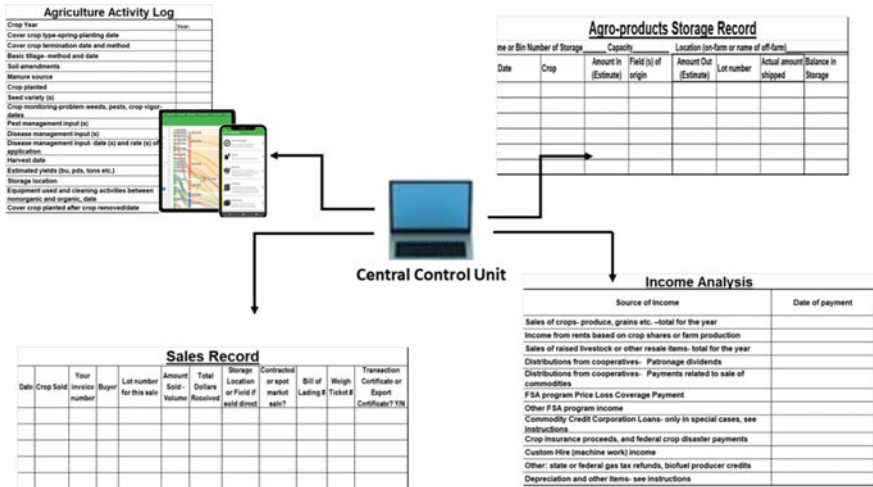 Agriculture Activity Log
Crop Year
Year:
Cover crop type-spring-planting date
Cover crop termination date and method
Basic tillage- method and date
Soil amendments
Manure source
Crop planted
Seed variety (s)
Crop monitoring-problem weeds, pests, crop vigor-
dates
Pest management input (s)
Disease management input (s)
Disease management input- date (s) and rate (s) of
application
Harvest date
Estimated yields (bu, pds, tons etc.)
Storage location
Equipment used and cleaning activities between
nonorganic and organic, date
Cover crop planted after crop removed/date
Agro-products Storage Record
me or Bin Number of Storage____Capacity____ Location (on-farm or name of off-farm)
Date Crop Amount In (Estimate) Field (s) of origin Amount Out (Estimate) Lot number Actual amount shipped Balance in Storage
Central Control Unit
Sales Record
Date Crop Sold Your invoice number Buyer Lot number for this sale Amount Sold - Volume Total Dollars Received Storage Location or Field if sold direct Contracted or spot market sale? Bill of Lading # Weigh Ticket # Transaction Certificate or Export Certificate? Y/N
Income Analysis
Source of Income Date of payment
Sales of crops- produce, grains etc. –total for the year
Income from rents based on crop shares or farm production
Sales of raised livestock or other resale items- total for the year
Distributions from cooperatives- Patronage dividends
Distributions from cooperatives- Payments related to sale of
commodities
FSA program Price Loss Coverage Payment
Other FSA program income
Commodity Credit Corporation Loans- only in special cases, see
instructions
Crop insurance proceeds, and federal crop disaster payments
Custom Hire (machine work) income
Other: state or federal gas tax refunds, biofuel producer credits
Depreciation and other items- see instructions